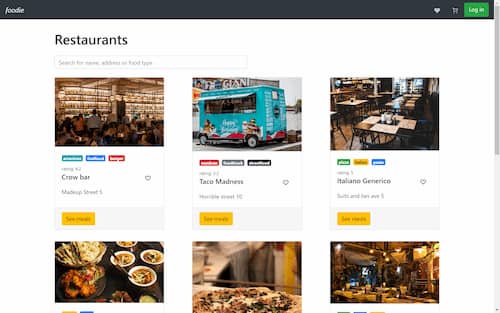 foodie
Log in
Restaurants
Search for name, address or food type
american fastfood burger
rating 4.2
Crow bar
Madeup Street 5
See meals
mexican foodtruck streetfood
rating 3.5
Taco Madness
Horrible street 10
See meals
pizza italian pasta
rating 5
Italiano Generico
Suits and ties ave 5
See meals